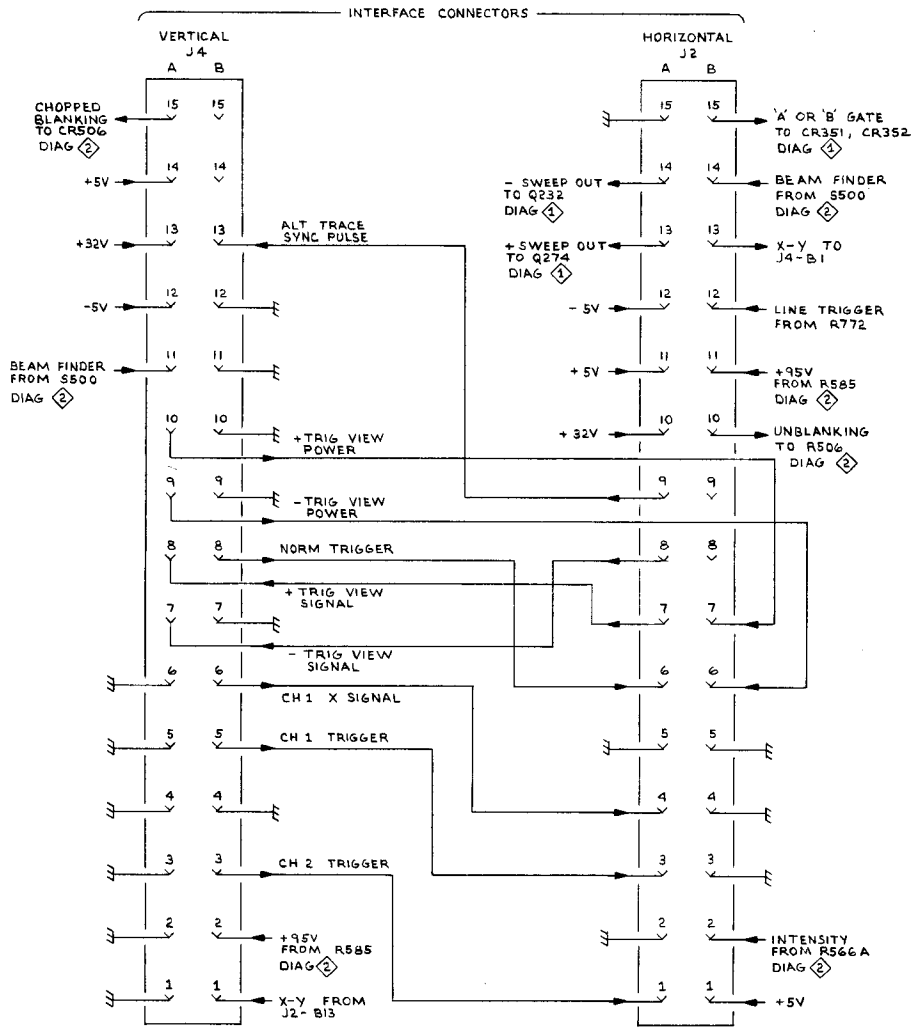 INTERFACE CONNECTORS
VERTICAL
J4
A B
15 15
CHOPPED
BLANKING
TO CR506
DIAG 2
14 14
+5V
13 13
+32V
ALT TRACE
SYNC PULSE
12 12
-5V
11 11
BEAM FINDER
FROM S500
DIAG 2
10 10
+TRIG VIEW
POWER
9 9
-TRIG VIEW
POWER
8 8
NORM TRIGGER
+ TRIG VIEW
SIGNAL
7 7
- TRIG VIEW
SIGNAL
6 6
CH 1 X SIGNAL
5 5
CH 1 TRIGGER
4 4
3 3
CH 2 TRIGGER
2 2
+95V
FROM R585
DIAG 2
1 1
X-Y FROM
J2-B13
HORIZONTAL
J2
A B
15 15
'A' OR 'B' GATE
TO CR351, CR352
DIAG 1
14 14
- SWEEP OUT
TO Q232
DIAG 1
BEAM FINDER
FROM S500
DIAG 2
13 13
+ SWEEP OUT
TO Q274
DIAG 1
X-Y TO
J4-B1
12 12
- 5V
LINE TRIGGER
FROM R772
11 11
+ 5V
+95V
FROM R585
DIAG 2
10 10
+ 32V
UNBLANKING
TO R506
DIAG 2
9 9
8 8
7 7
6 6
5 5
4 4
3 3
2 2
INTENSITY
FROM R566A
DIAG 2
1 1
+5V